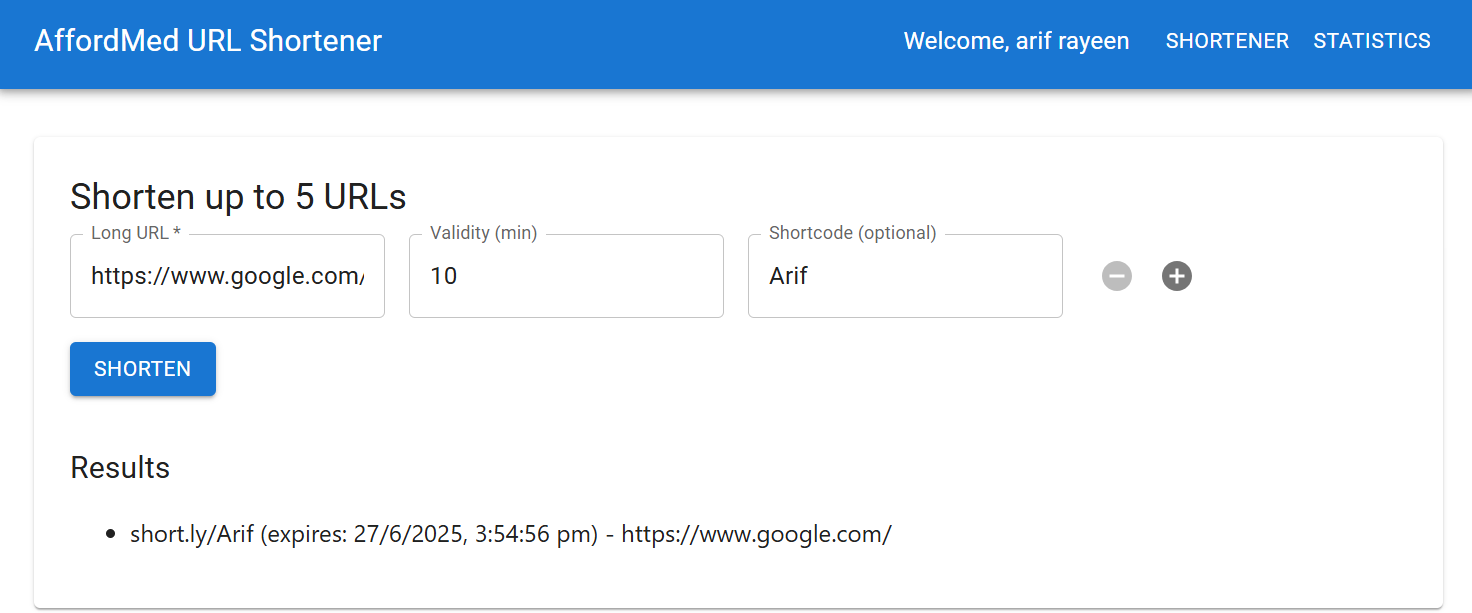 AffordMed URL Shortener
Welcome, arif rayeen SHORTENER STATISTICS
Shorten up to 5 URLs
Long URL * Validity (min) Shortcode (optional)
https://www.google.com/ 10 Arif
SHORTEN
Results
short.ly/Arif (expires: 27/6/2025, 3:54:56 pm) - https://www.google.com/